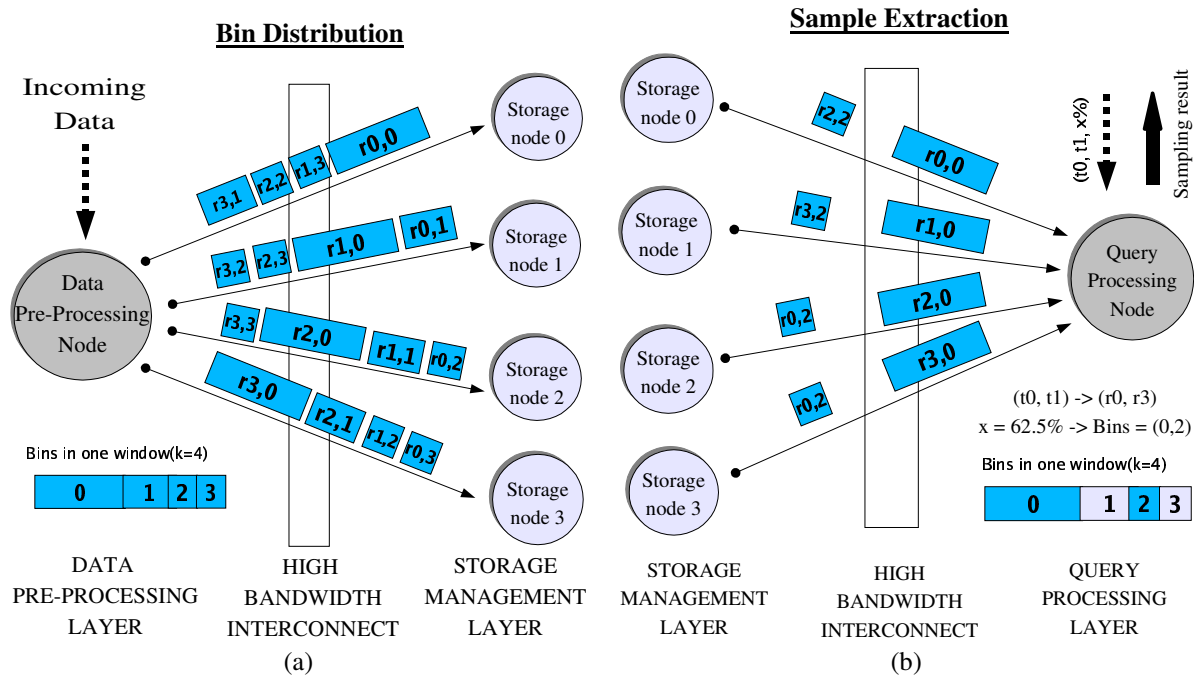 Bin Distribution
Incoming
Data
Data
Pre-Processing
Node
r3,1 r2,2 r1,3 r0,0
r3,2 r2,3 r1,0 r0,1
r3,3 r2,0 r1,1 r0,2
r3,0 r2,1 r1,2 r0,3
Storage
node 0
Storage
node 1
Storage
node 2
Storage
node 3
Bins in one window(k=4)
0 1 2 3
DATA
PRE-PROCESSING
LAYER
HIGH
BANDWIDTH
INTERCONNECT
STORAGE
MANAGEMENT
LAYER
(a)
Sample Extraction
Storage
node 0
Storage
node 1
Storage
node 2
Storage
node 3
r2,2 r0,0
r3,2 r1,0
r0,2 r2,0
r0,2 r3,0
(t0, t1, x%)
Sampling result
Query
Processing
Node
(t0, t1) -> (r0, r3)
x = 62.5% -> Bins = (0,2)
Bins in one window(k=4)
0 1 2 3
STORAGE
MANAGEMENT
LAYER
HIGH
BANDWIDTH
INTERCONNECT
QUERY
PROCESSING
LAYER
(b)